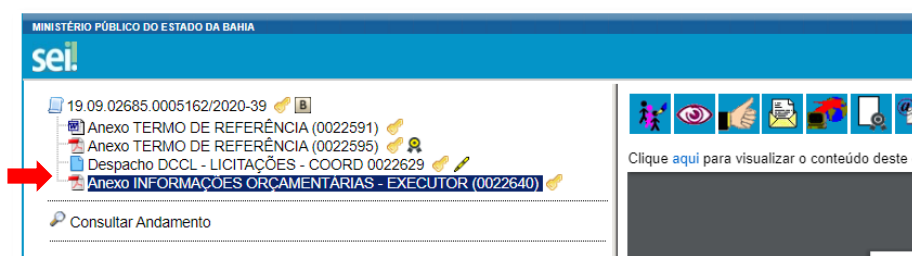 MINISTÉRIO PÚBLICO DO ESTADO DA BAHIA
sei!
19.09.02685.0005162/2020-39 B
Anexo TERMO DE REFERÊNCIA (0022591)
Anexo TERMO DE REFERÊNCIA (0022595)
Despacho DCCL - LICITAÇÕES - COORD 0022629
Anexo INFORMAÇÕES ORÇAMENTÁRIAS - EXECUTOR (0022640)
Consultar Andamento
Clique aqui para visualizar o conteúdo deste